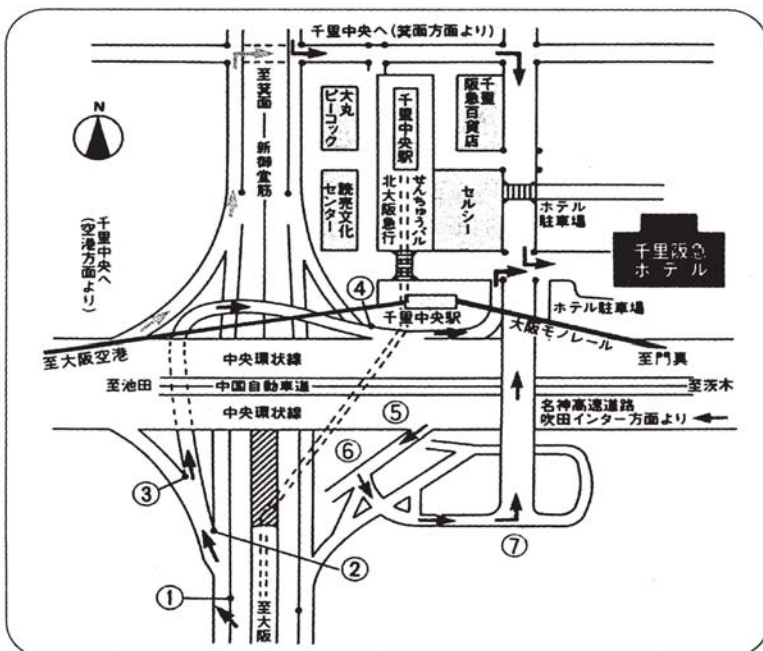 千里中央へ(箕面方面より)
N
至箕面
新御堂筋
大丸
ピーコック
千里中央駅
千里
阪急百貨店
読売文化
センター
北大阪急行
せんちゅうパル
セルシー
ホテル
駐車場
千里阪急
ホテル
千里中央へ
(空港方面より)
④
千里中央駅
ホテル駐車場
大阪モノレール
至大阪空港
至門真
中央環状線
至池田
中国自動車道
至茨木
中央環状線
名神高速道路
吹田インター方面より
⑤
⑥
③
②
⑦
①
至大阪